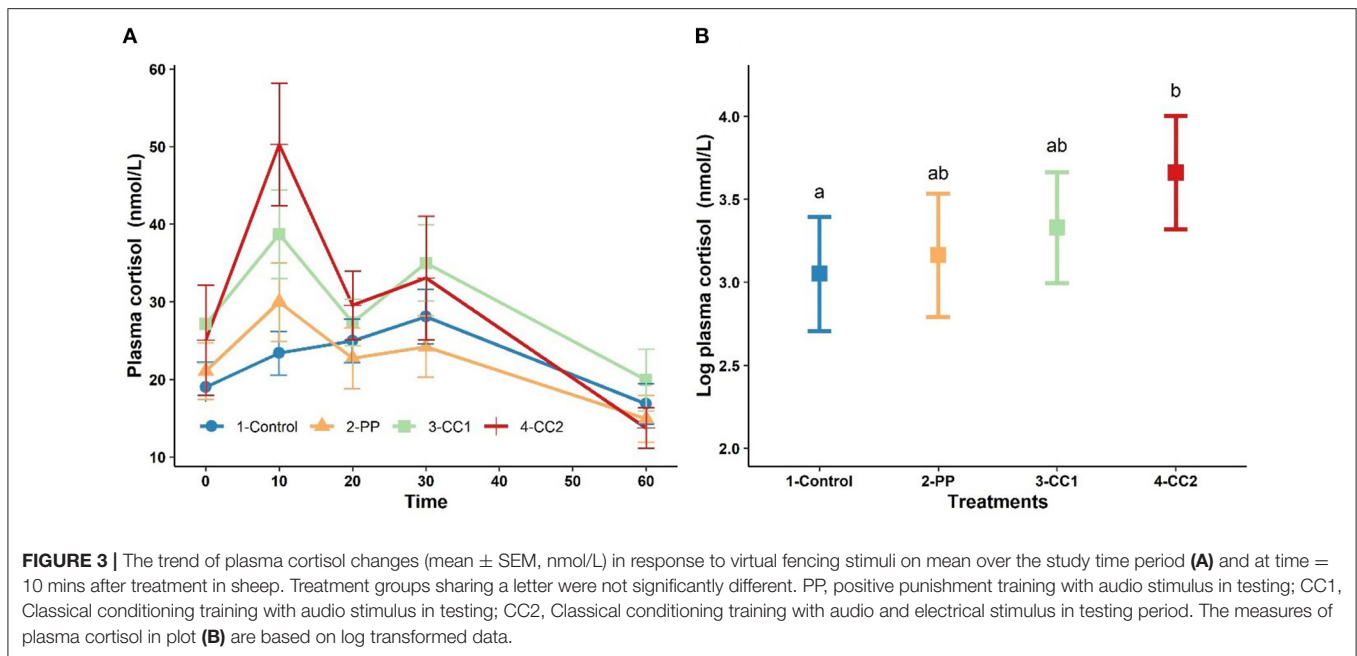 A
B
60
50
40
30
20
10
Plasma cortisol (nmol/L)
1-Control 2-PP 3-CC1 4-CC2
0 10 20 30 40 50 60
Time
4.0
3.5
3.0
2.5
2.0
Log plasma cortisol (nmol/L)
a
ab
ab
b
1-Control 2-PP 3-CC1 4-CC2
Treatments
FIGURE 3 | The trend of plasma cortisol changes (mean ± SEM, nmol/L) in response to virtual fencing stimuli on mean over the study time period (A) and at time =
10 mins after treatment in sheep. Treatment groups sharing a letter were not significantly different. PP, positive punishment training with audio stimulus in testing; CC1,
Classical conditioning training with audio stimulus in testing; CC2, Classical conditioning training with audio and electrical stimulus in testing period. The measures of
plasma cortisol in plot (B) are based on log transformed data.